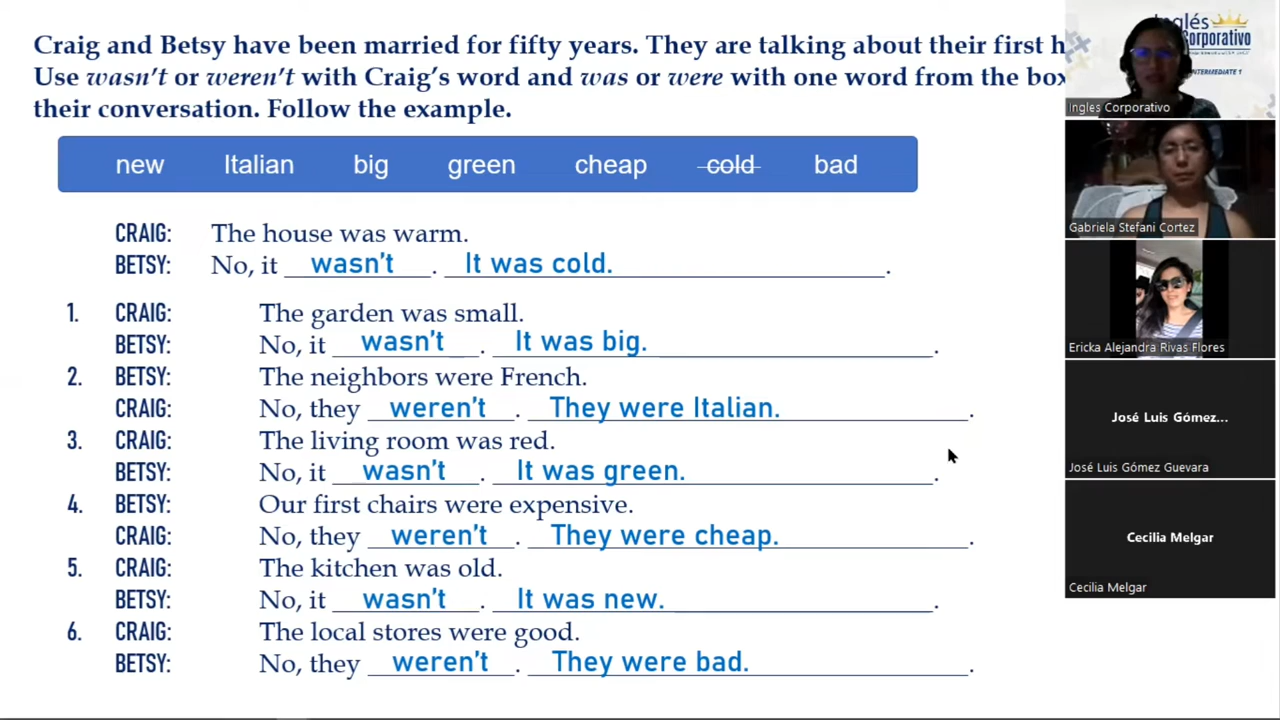 Craig and Betsy have been married for fifty years. They are talking about their first
Use wasn't or weren't with Craig's word and was or were with one word from the box
their conversation. Follow the example.
new Italian big green cheap cold bad
CRAIG: The house was warm.
BETSY: No, it wasn't. It was cold.
1. CRAIG: The garden was small.
BETSY: No, it wasn't. It was big.
2. BETSY: The neighbors were French.
CRAIG: No, they weren't. They were Italian.
3. CRAIG: The living room was red.
BETSY: No, it wasn't. It was green.
4. BETSY: Our first chairs were expensive.
CRAIG: No, they weren't. They were cheap.
5. CRAIG: The kitchen was old.
BETSY: No, it wasn't. It was new.
6. CRAIG: The local stores were good.
BETSY: No, they weren't. They were bad.
Inglés
Corporativo
INTERMEDIATE 1
Ingles Corporativo
Gabriela Stefani Cortez
Ericka Alejandra Rivas Flores
José Luis Gómez...
José Luis Gómez Guevara
Cecilia Melgar
Cecilia Melgar